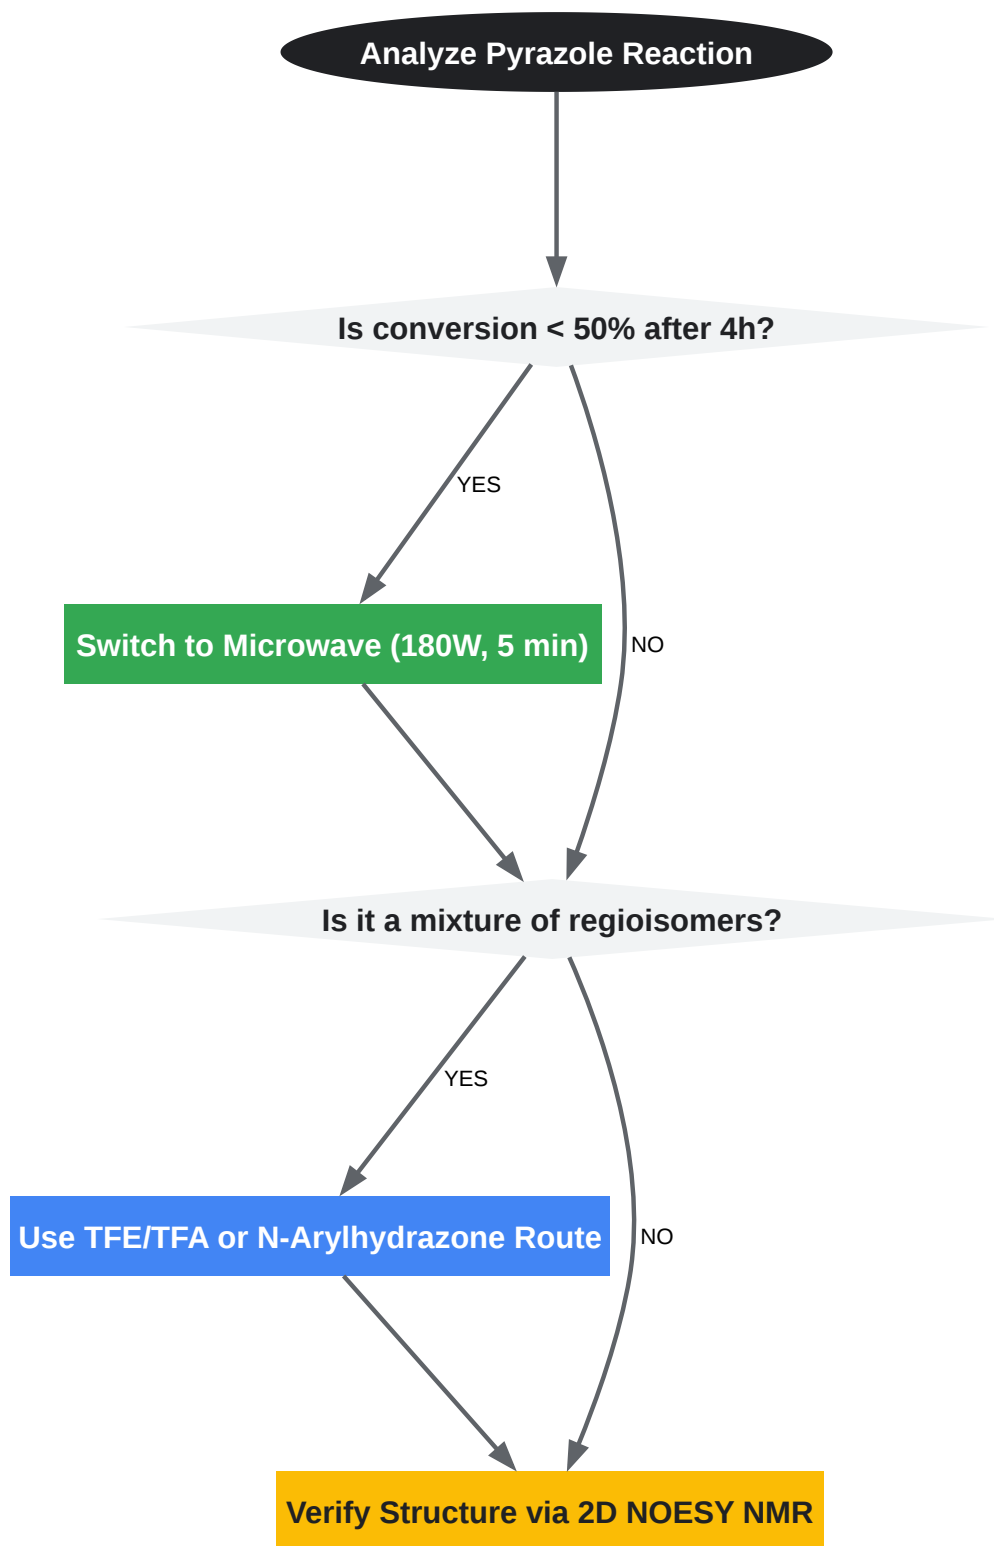 Analyze Pyrazole Reaction
Is conversion < 50% after 4h?
YES
Switch to Microwave (180W, 5 min)
NO
Is it a mixture of regioisomers?
YES
Use TFE/TFA or N-Arylhydrazone Route
NO
Verify Structure via 2D NOESY NMR